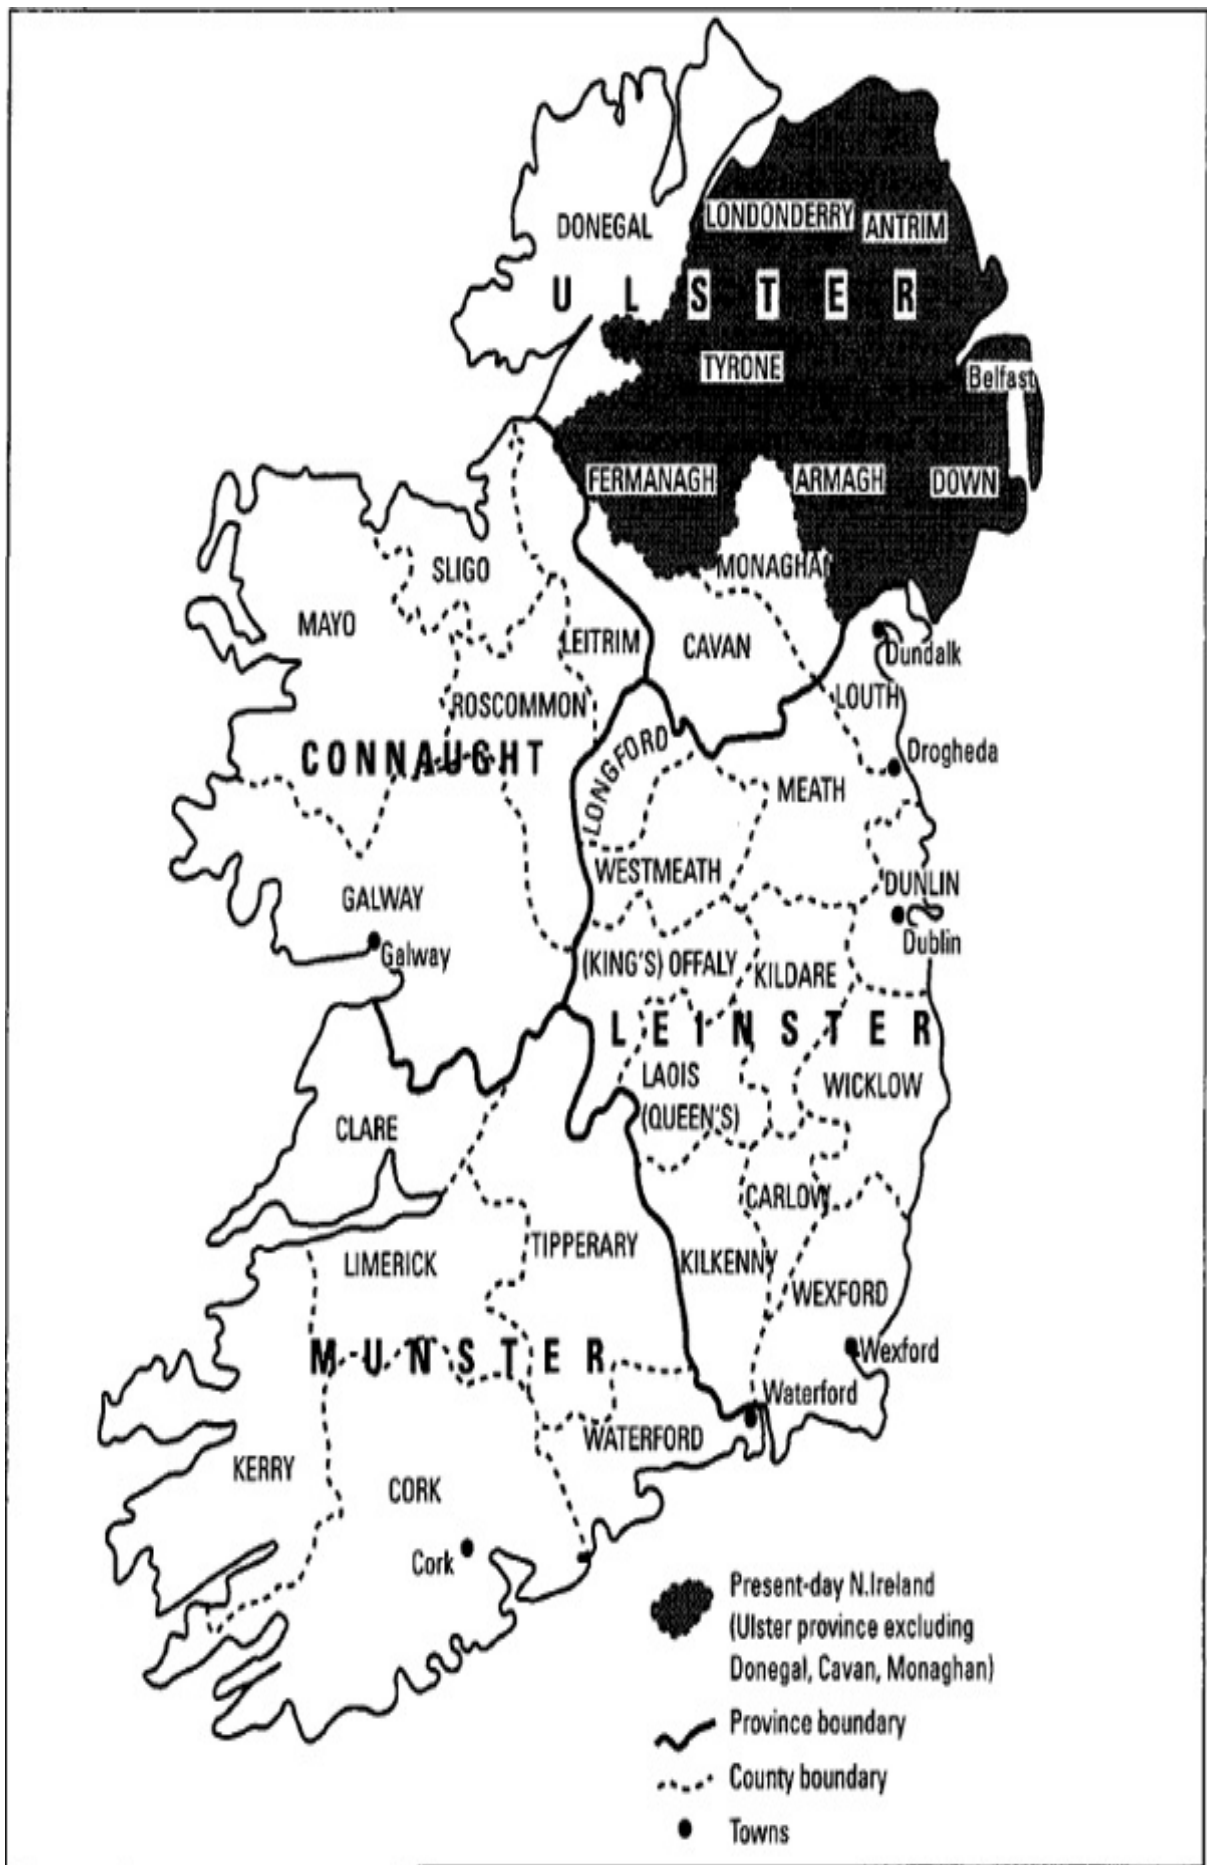 DONEGAL
LONDONDERRY
ANTRIM
ULSTER
TYRONE
Belfast
FERMANAGH
ARMAGH
DOWN
MONAGHAN
SLIGO
MAYO
LEITRIM
CAVAN
Dundalk
LOUTH
ROSCOMMON
CONNAUGHT
LONGFORD
Drogheda
MEATH
WESTMEATH
DUNLIN
GALWAY
Galway
Dublin
(KING'S) OFFALY
KILDARE
LEINSTER
LAOIS
(QUEEN'S)
WICKLOW
CLARE
CARLOW
TIPPERARY
LIMERICK
KILKENNY
WEXFORD
MUNSTER
Wexford
Waterford
WATERFORD
KERRY
CORK
Cork
Present-day N.Ireland
(Ulster province excluding
Donegal, Cavan, Monaghan)
Province boundary
County boundary
Towns